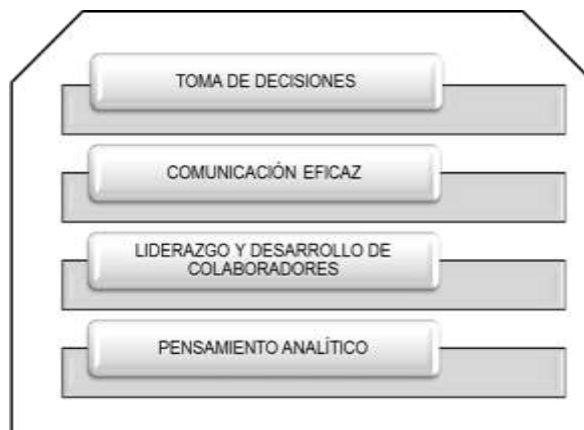 TOMA DE DECISIONES
COMUNICACIÓN EFICAZ
LIDERAZGO Y DESARROLLO DE
COLABORADORES
PENSAMIENTO ANALÍTICO